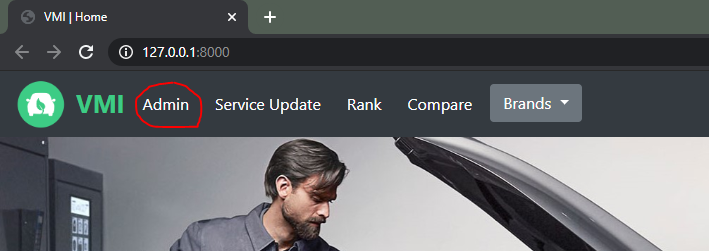 VMI | Home
127.0.0.1:8000
VMI Admin Service Update Rank Compare Brands